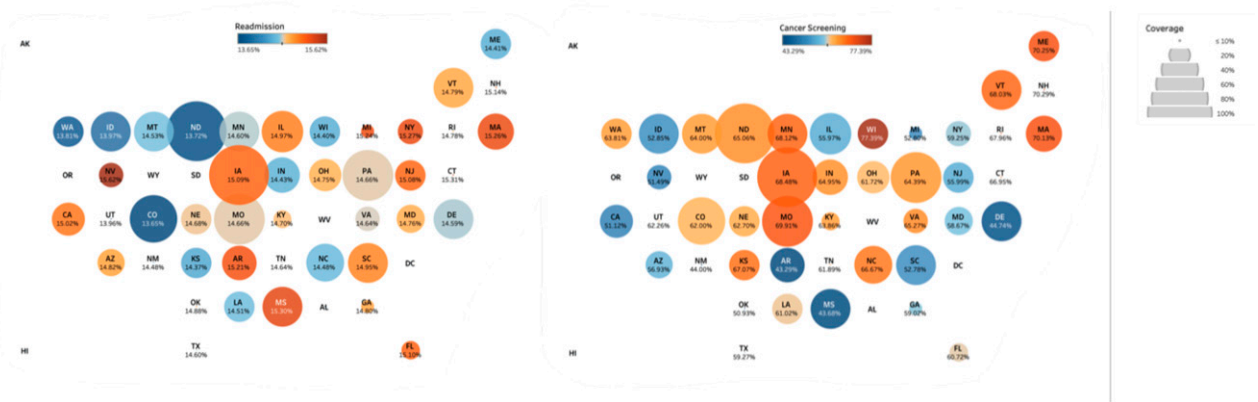 Readmission
13.65% 15.62%
AK
ME
14.41%
VT NH
14.79% 15.14%
WA ID MT ND MN IL WI MI NY RI MA
13.81% 13.97% 14.53% 13.72% 14.60% 14.97% 14.40% 15.27% 14.78% 15.26%
OR NV WY SD IA IN OH PA NJ CT
15.62% 15.09% 14.43% 14.75% 14.66% 15.08% 15.31%
CA UT CO NE MO KY WV VA MD DE
15.02% 13.96% 13.65% 14.68% 14.66% 14.70% 14.64% 14.76% 14.59%
AZ NM KS AR TN NC SC DC
14.82% 14.48% 14.37% 15.21% 14.64% 14.48% 14.95%
OK LA MS AL GA
14.88% 14.51% 15.30% 14.80%
HI TX FL
14.60% 15.10%
Cancer Screening
43.29% 77.39%
AK
ME
70.25%
VT NH
68.03% 70.29%
WA ID MT ND MN IL WI MI NY RI MA
63.81% 52.85% 64.00% 65.06% 68.12% 55.97% 77.39% 59.25% 67.96% 70.13%
OR NV WY SD IA IN OH PA NJ CT
51.49% 68.48% 64.95% 61.72% 64.39% 55.99% 66.95%
CA UT CO NE MO KY WV VA MD DE
51.12% 62.26% 62.00% 62.70% 69.91% 63.96% 65.27% 58.67% 44.74%
AZ NM KS AR TN NC SC DC
56.93% 44.00% 67.07% 43.29% 61.89% 66.67% 52.78%
OK LA MS AL GA
50.93% 61.02% 43.68% 59.02%
HI TX FL
59.27% 60.72%
Coverage
≤ 10%
20%
40%
60%
80%
100%